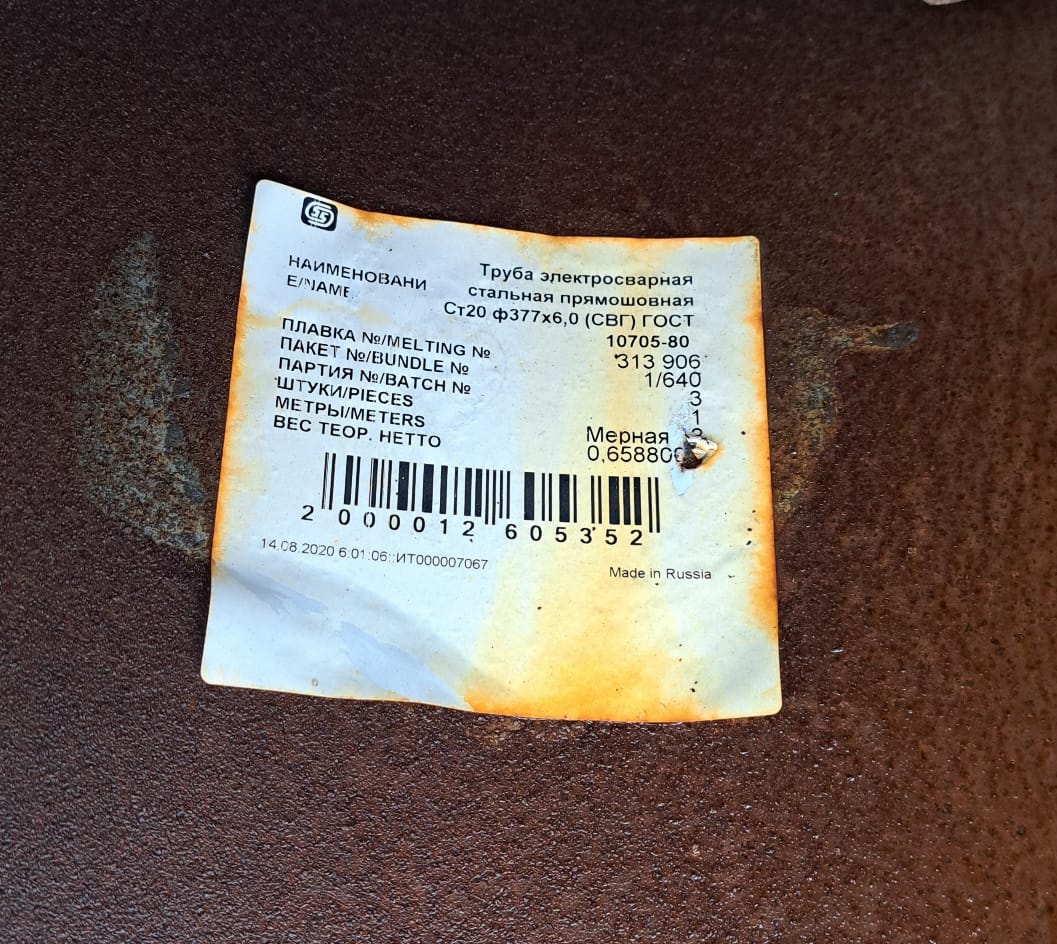 НАИМЕНОВАНИ Труба электросварная
E/NAME стальная прямошовная
Ст20 ф377х6,0 (СВГ) ГОСТ
10705-80
ПЛАВКА №/MELTING № 313 906
ПАКЕТ №/BUNDLE № 1/640
ПАРТИЯ №/BATCH № 3
ШТУКИ/PIECES 1
МЕТРЫ/METERS Мерная
ВЕС ТЕОР. НЕТТО
2 000012 605352
14.08.2020 6:01:06::ИТ000007067
Made in Russia